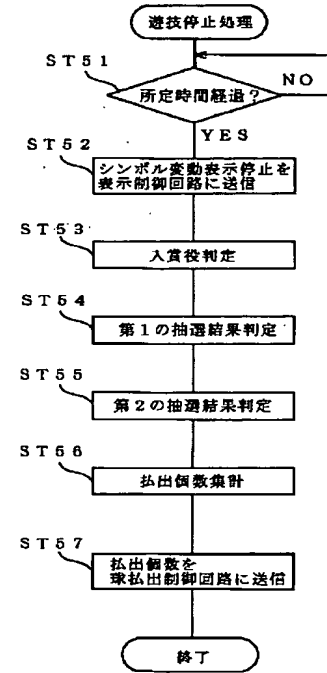 遊技停止処理
ST51
所定時間経過?
NO
YES
ST52
シンボル変動表示停止を
表示制御回路に送信
ST53
入賞役判定
ST54
第1の抽選結果判定
ST55
第2の抽選結果判定
ST56
払出個数集計
ST57
払出個数を
球払出制御回路に送信
終了